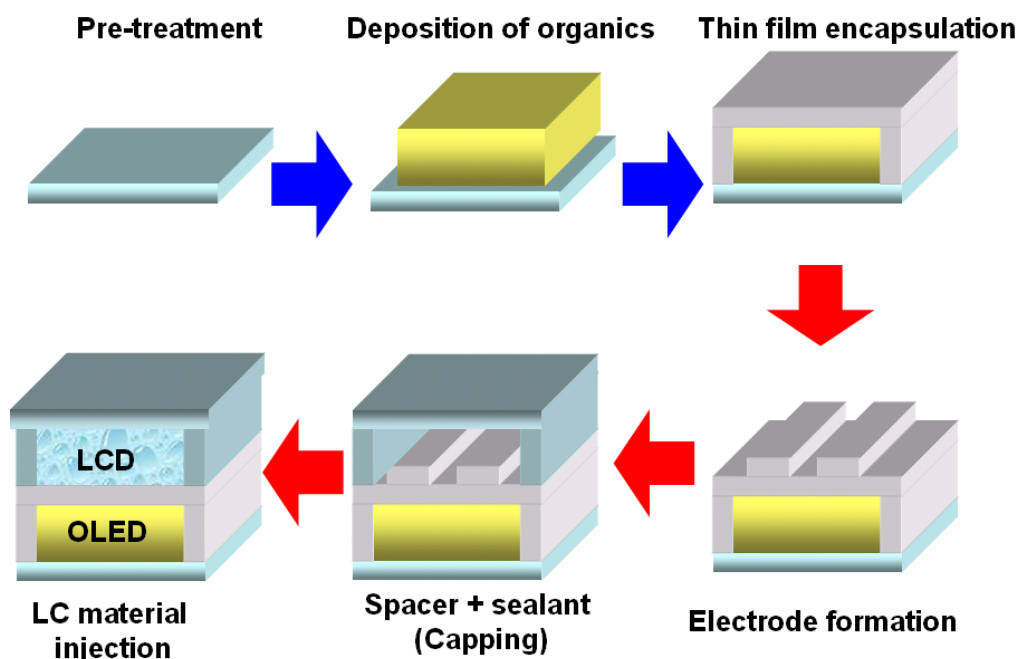 Pre-treatment
Deposition of organics
Thin film encapsulation
LCD
OLED
LC material
injection
Spacer + sealant
(Capping)
Electrode formation